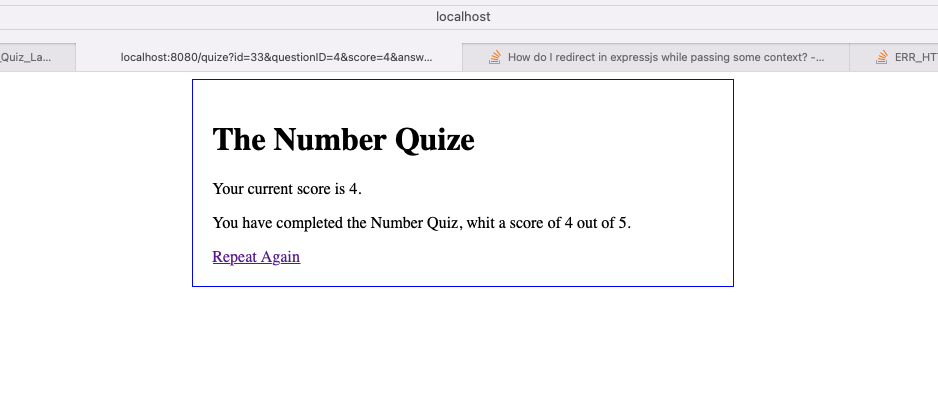 localhost
_Quiz_La...
localhost:8080/quize?id=33&questionID=4&score=4&answ...
How do I redirect in expressjs while passing some context? -...
ERR_HT
The Number Quize
Your current score is 4.
You have completed the Number Quiz, whit a score of 4 out of 5.
Repeat Again